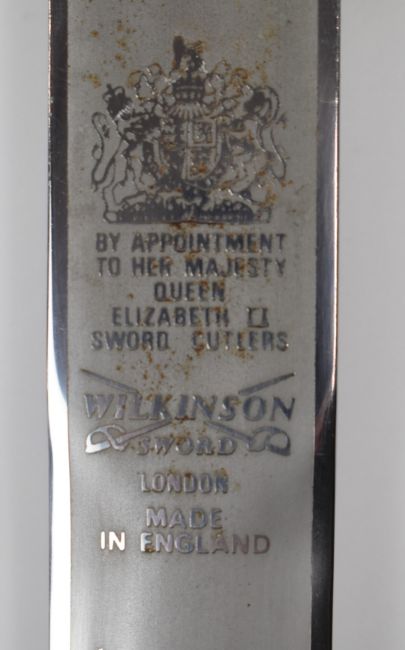 BY APPOINTMENT
TO HER MAJESTY
QUEEN
ELIZABETH II
SWORD CUTLERS
WILKINSON
SWORD
LONDON
MADE
IN ENGLAND